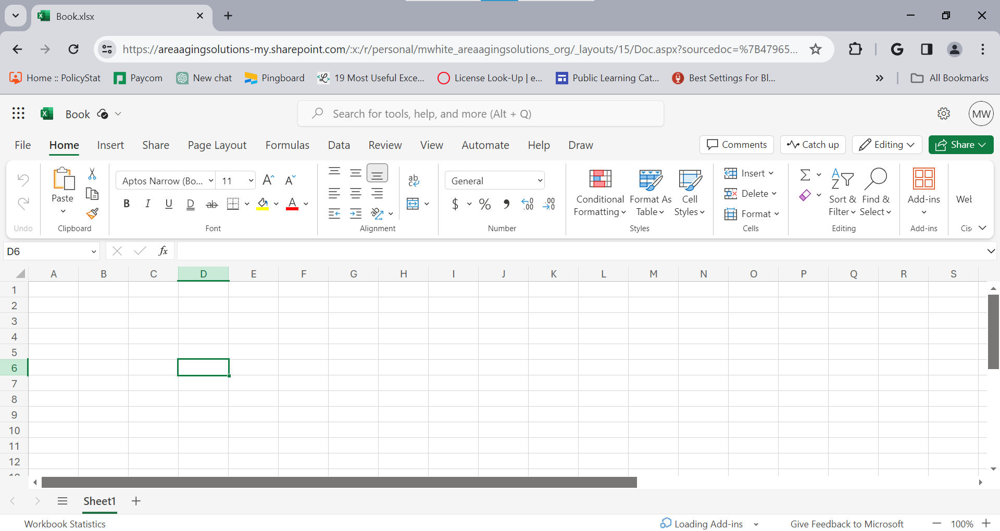 Book.xlsx
https://areaagingsolutions-my.sharepoint.com/:x:/r/personal/mwhite_areaagingsolutions_org/_layouts/15/Doc.aspx?sourcedoc=%7B47965...
Home :: PolicyStat Paycom New chat Pingboard 19 Most Useful Exce... License Look-Up | e... Public Learning Cat... Best Settings For Bl... » All Bookmarks
Book Search for tools, help, and more (Alt + Q) MW
File Home Insert Share Page Layout Formulas Data Review View Automate Help Draw Comments Catch up Editing Share
Aptos Narrow (Bo... 11 General Insert
Paste Conditional Formatting Format As Table Cell Styles Delete Sort & Filter Find & Select Add-ins Web
B I U D ab A $ % Format
Undo Clipboard Font Alignment Number Styles Cells Editing Add-ins Cis
D6 fx
A B C D E F G H I J K L M N O P Q R S
1
2
3
4
5
6
7
8
9
10
11
12
Sheet1
Workbook Statistics Loading Add-ins Give Feedback to Microsoft 100%